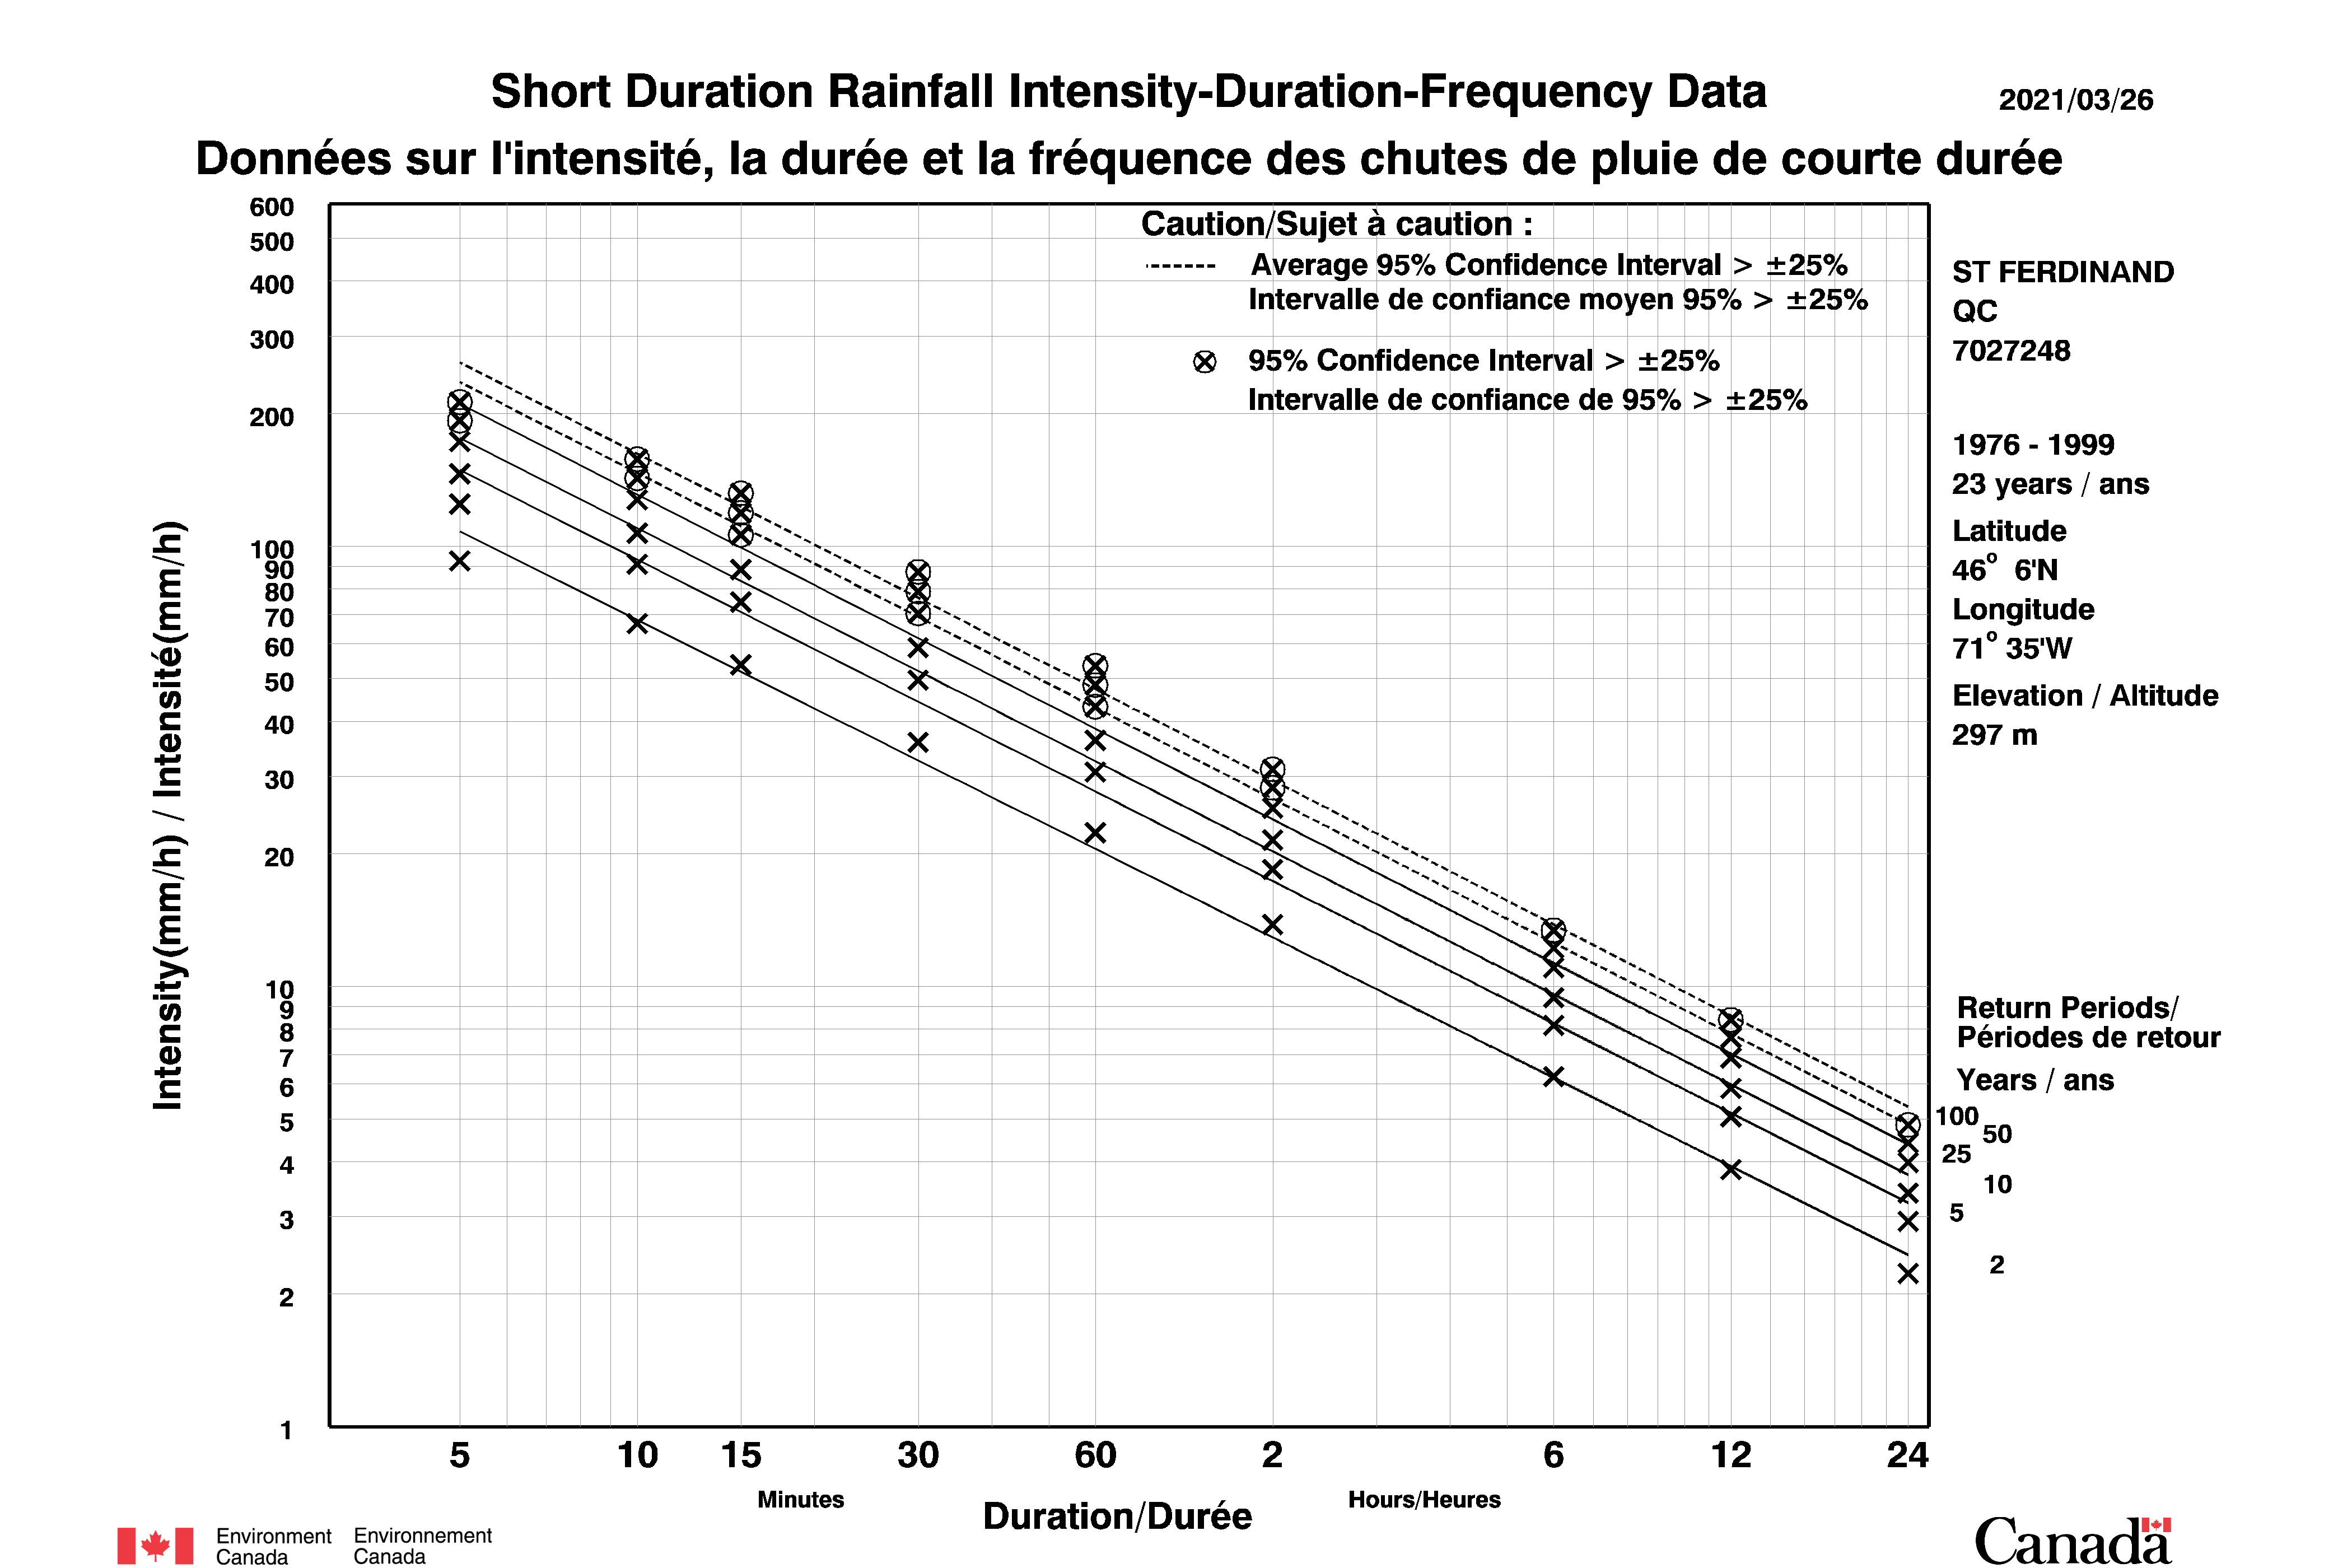 Short Duration Rainfall Intensity-Duration-Frequency Data
2021/03/26
Données sur l'intensité, la durée et la fréquence des chutes de pluie de courte durée
Caution/Sujet à caution :
Average 95% Confidence Interval > ±25%
Intervalle de confiance moyen 95% > ±25%
95% Confidence Interval > ±25%
Intervalle de confiance de 95% > ±25%
ST FERDINAND
QC
7027248
1976 - 1999
23 years / ans
Latitude
46° 6'N
Longitude
71° 35'W
Elevation / Altitude
297 m
Return Periods/
Périodes de retour
Years / ans
100
50
25
10
5
2
Intensity(mm/h) / Intensité(mm/h)
600
500
400
300
200
100
90
80
70
60
50
40
30
20
10
9
8
7
6
5
4
3
2
1
5 10 15 30 60 2 6 12 24
Minutes
Hours/Heures
Duration/Durée
Environment
Canada
Environnement
Canada
Canada